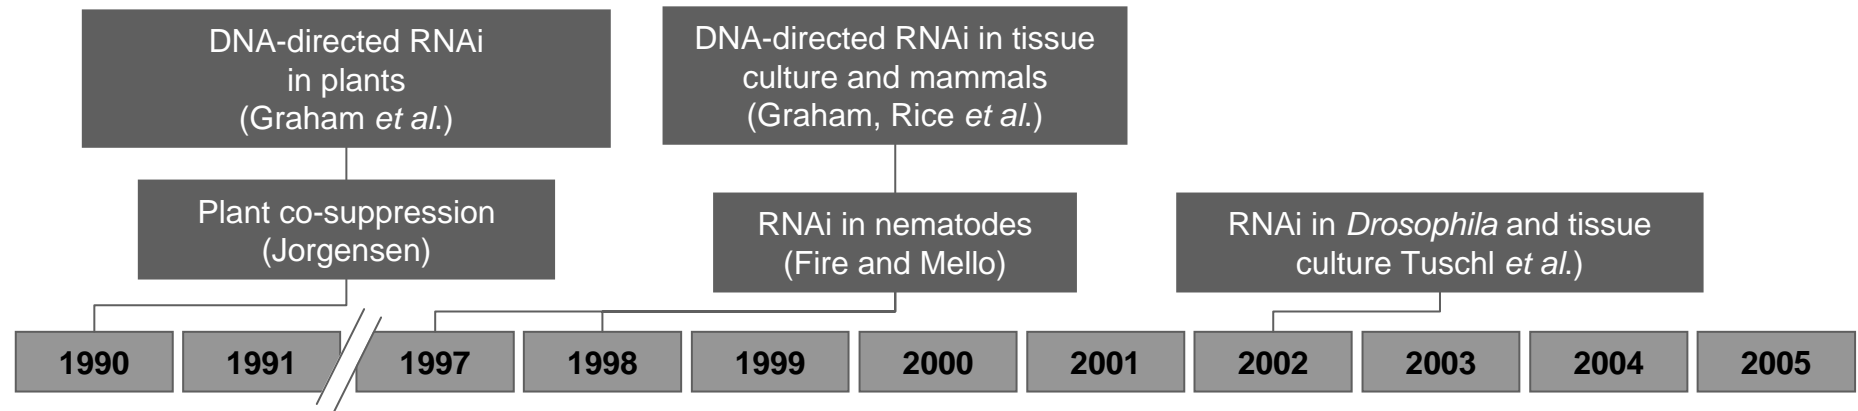 DNA-directed RNAi
in plants
(Graham et al.)
DNA-directed RNAi in tissue
culture and mammals
(Graham, Rice et al.)
Plant co-suppression
(Jorgensen)
RNAi in nematodes
(Fire and Mello)
RNAi in Drosophila and tissue
culture Tuschl et al.)
1990 1991 1997 1998 1999 2000 2001 2002 2003 2004 2005